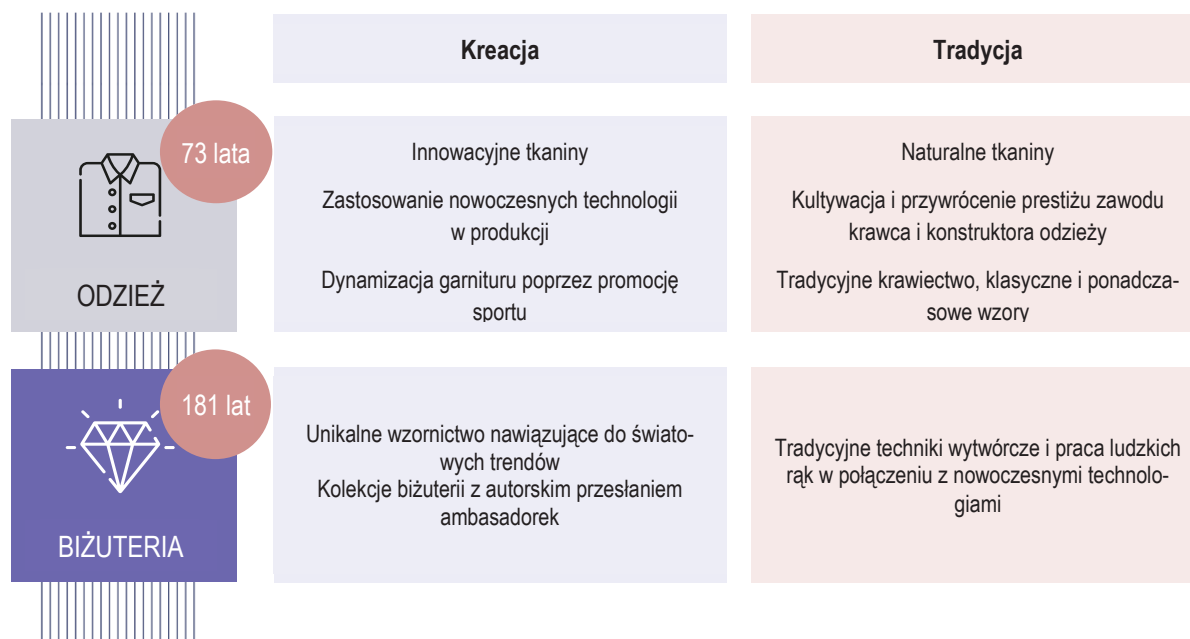 Kreacja
Tradycja
73 lata
ODZIEŻ
Innowacyjne tkaniny
Zastosowanie nowoczesnych technologii
w produkcji
Dynamizacja garnituru poprzez promocję
sportu
Naturalne tkaniny
Kultywacja i przywrócenie prestiżu zawodu
krawca i konstruktora odzieży
Tradycyjne krawiectwo, klasyczne i ponadcza-
sowe wzory
181 lat
BIŻUTERIA
Unikalne wzornictwo nawiązujące do świato-
wych trendów
Kolekcje biżuterii z autorskim przesłaniem
ambasadorek
Tradycyjne techniki wytwórcze i praca ludzkich
rąk w połączeniu z nowoczesnymi technolo-
giami